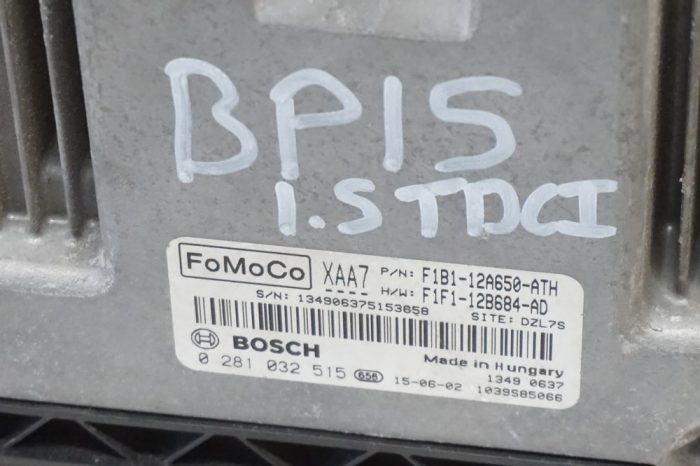 BP15
1.5TDCI
FoMoCo XAA7 P/N: F1B1-12A650-ATH
H/W: F1F1-12B684-AD
S/N: 134906375153658 SITE: DZL7S
BOSCH Made in Hungary
0 281 032 515 656 15-06-02 1349 0637
1039S85066